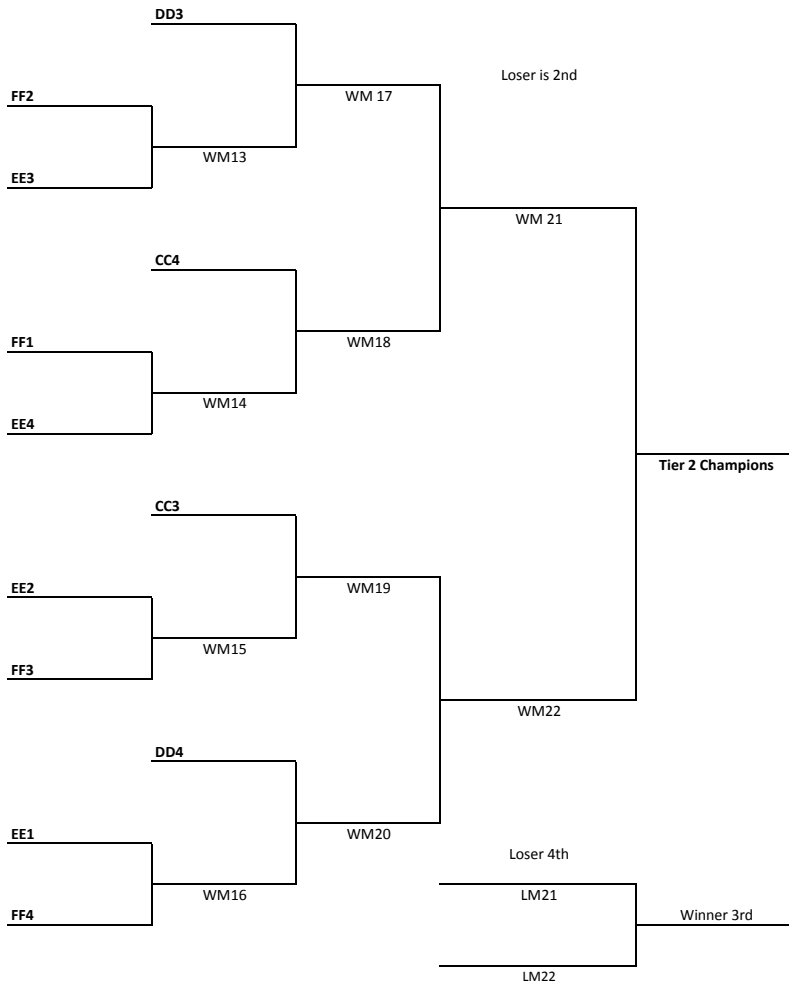 DD3
Loser is 2nd
FF2
WM 17
WM13
EE3
WM 21
CC4
FF1
WM18
WM14
EE4
Tier 2 Champions
CC3
EE2
WM19
WM15
FF3
WM22
DD4
EE1
WM20
Loser 4th
WM16
LM21
FF4
Winner 3rd
LM22